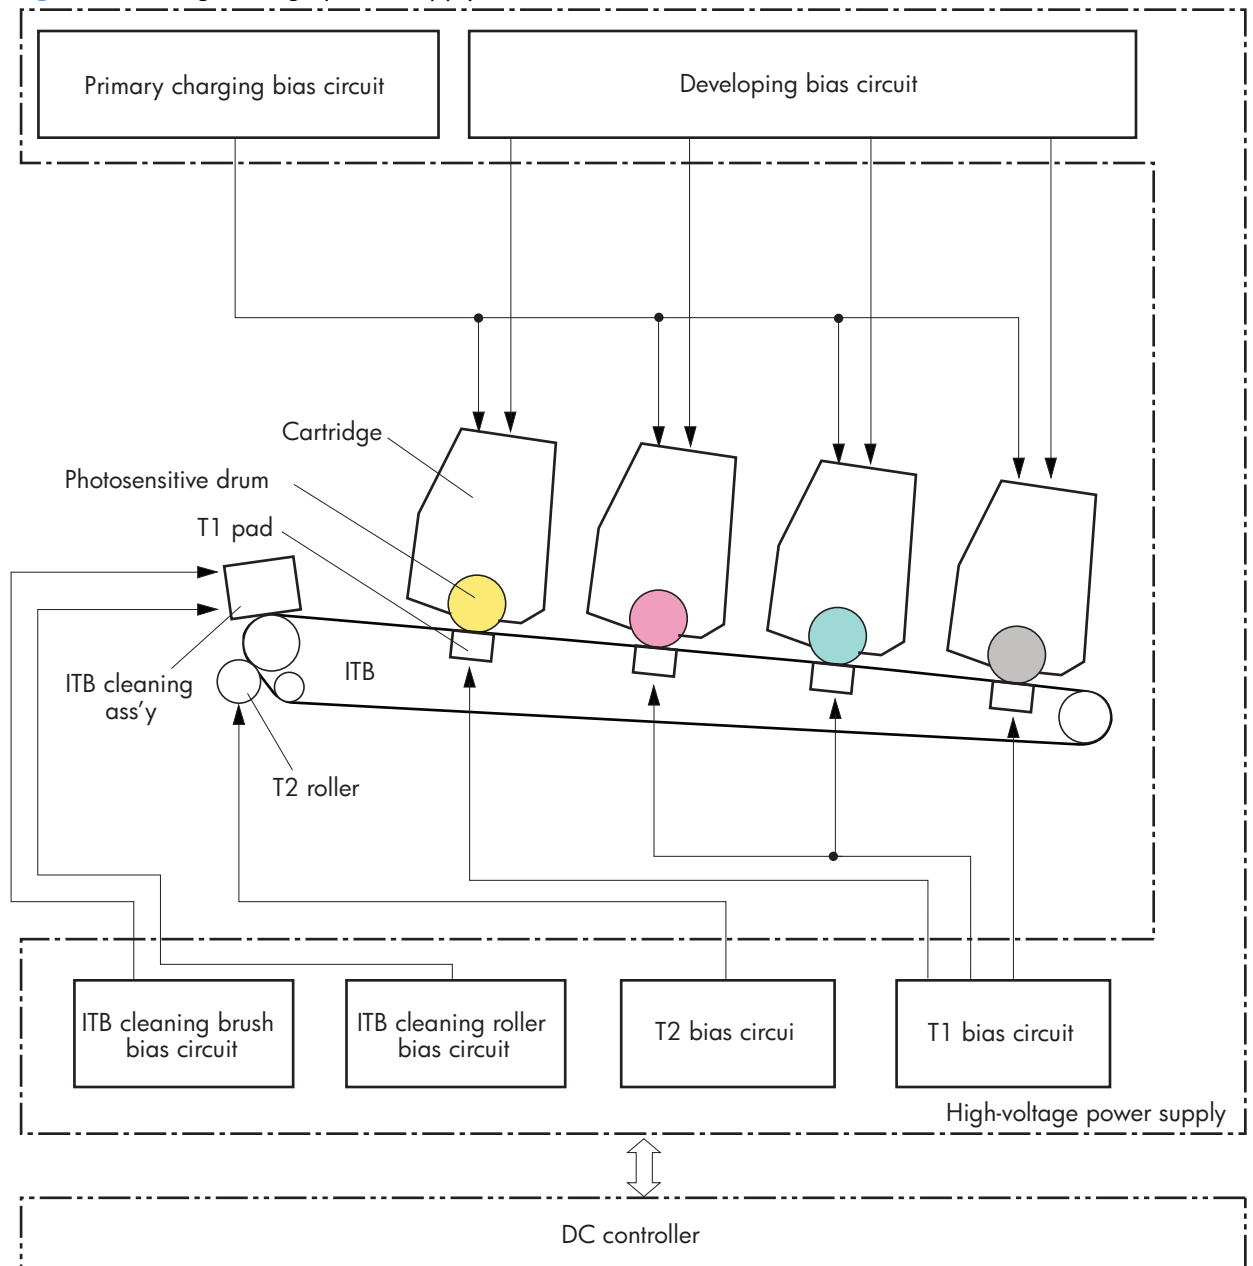 Primary charging bias circuit
Developing bias circuit
Cartridge
Photosensitive drum
T1 pad
ITB cleaning
ass'y
ITB
T2 roller
ITB cleaning brush
bias circuit
ITB cleaning roller
bias circuit
T2 bias circui
T1 bias circuit
High-voltage power supply
DC controller